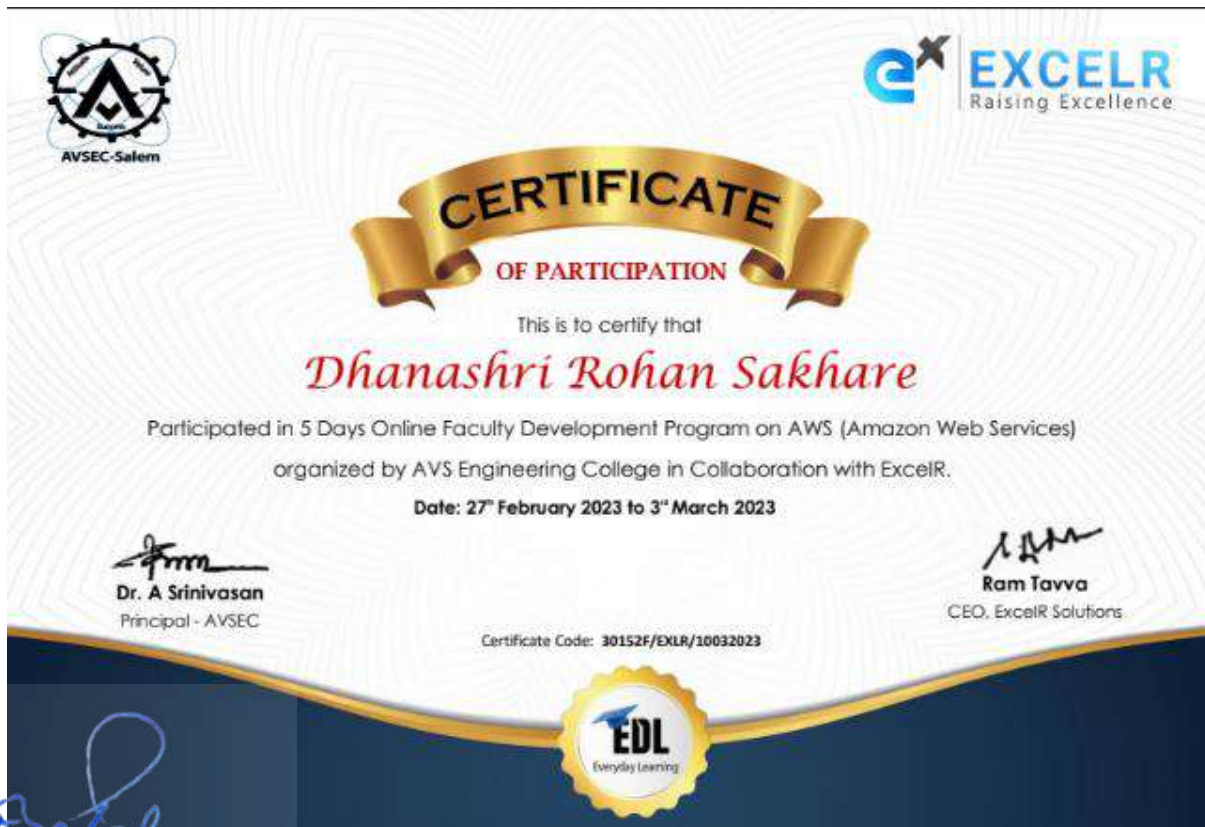 AVSEC-Salem
eX EXCELR
Raising Excellence
CERTIFICATE
OF PARTICIPATION
This is to certify that
Dhanashri Rohan Sakhare
Participated in 5 Days Online Faculty Development Program on AWS (Amazon Web Services)
organized by AVS Engineering College in Collaboration with ExcelR.
Date: 27th February 2023 to 3rd March 2023
Dr. A Srinivasan
Principal - AVSEC
Ram Tavva
CEO, ExcelR Solutions
Certificate Code: 30152F/EXLR/10032023
EDL
Everyday Learning